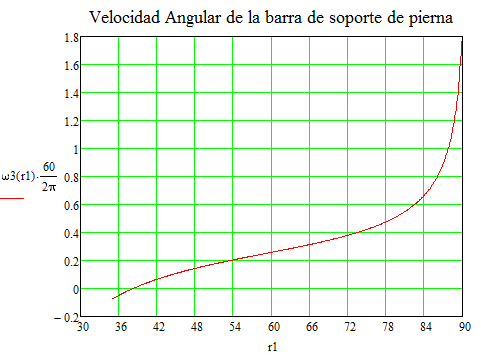 Velocidad Angular de la barra de soporte de pierna
1.8
1.6
1.4
1.2
1
0.8
0.6
0.4
0.2
0
− 0.2
ω3(r1)·60/2π
30 36 42 48 54 60 66 72 78 84 90
r1